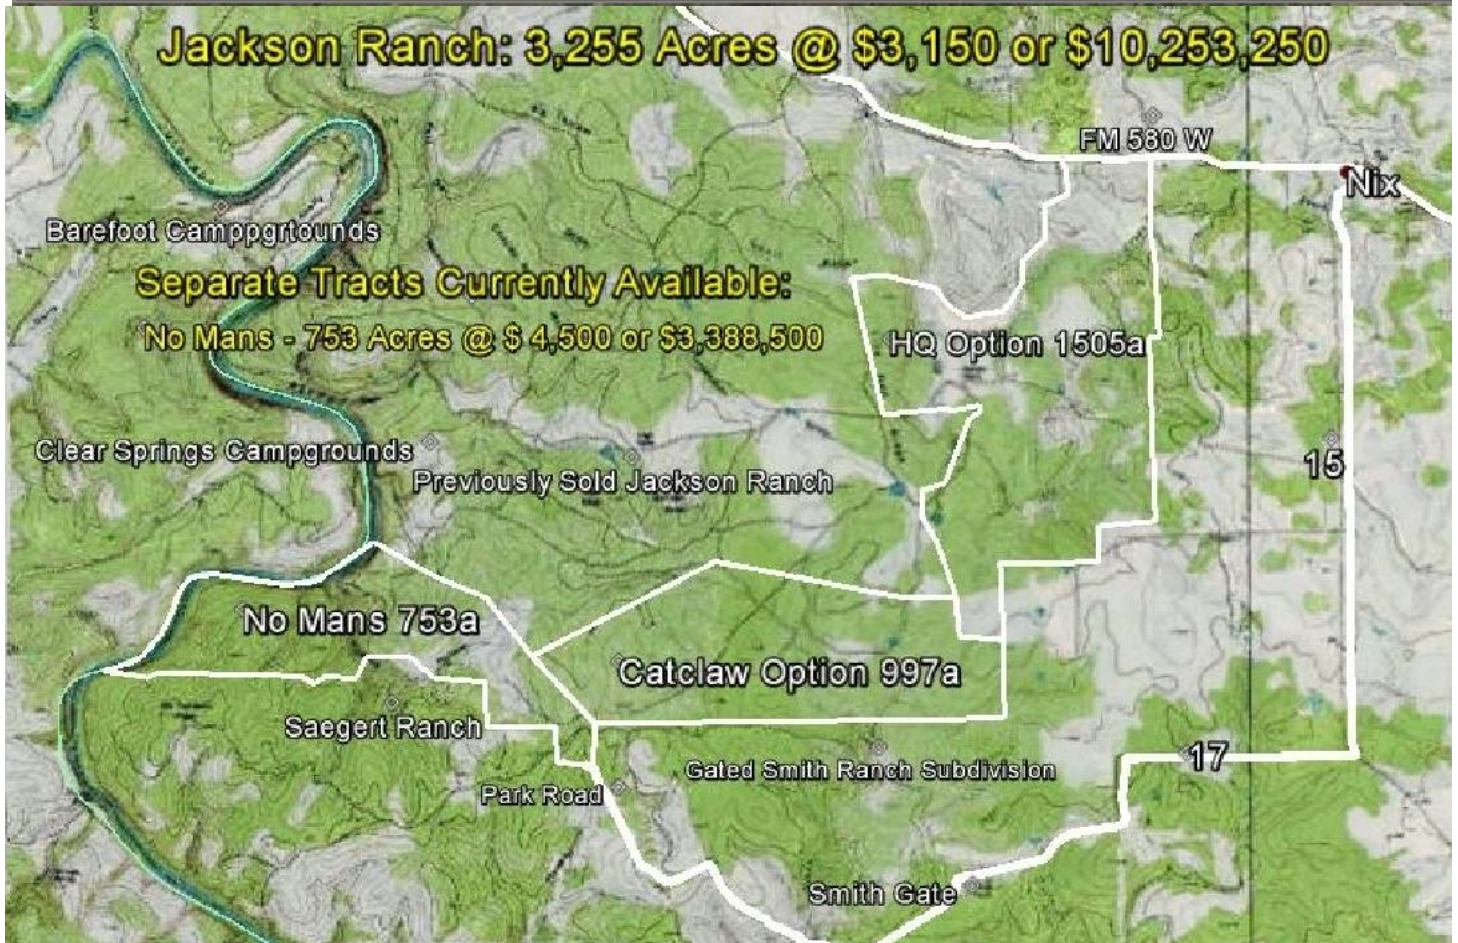 Jackson Ranch: 3,255 Acres @ $3,150 or $10,253,250
FM 580 W
Nix
Barefoot Camppgrtounds
Separate Tracts Currently Available:
No Mans - 753 Acres @ $ 4,500 or $3,388,500
HQ Option 1505a
Clear Springs Campgrounds
Previously Sold Jackson Ranch
15
No Mans 753a
Catclaw Option 997a
Saegert Ranch
Gated Smith Ranch Subdivision
17
Park Road
Smith Gate